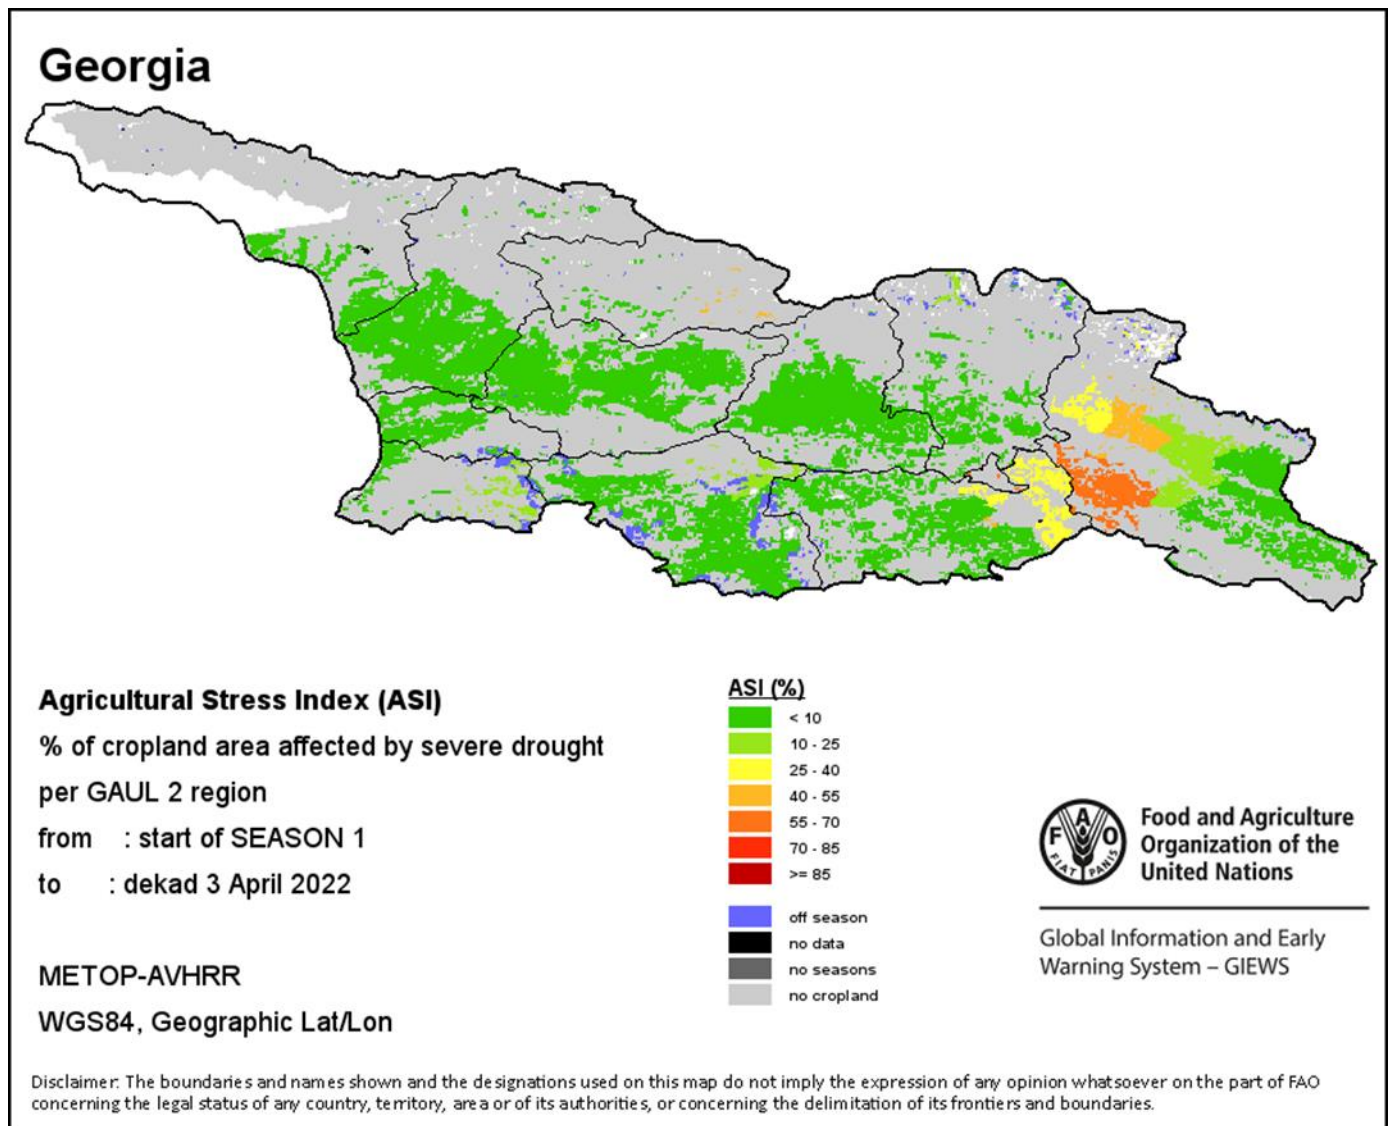 Georgia
Agricultural Stress Index (ASI)
% of cropland area affected by severe drought
per GAUL 2 region
from : start of SEASON 1
to : dekad 3 April 2022
METOP-AVHRR
WGS84, Geographic Lat/Lon
ASI (%)
< 10
10 - 25
25 - 40
40 - 55
55 - 70
70 - 85
>= 85
off season
no data
no seasons
no cropland
F A O
FIAT PANIS
Food and Agriculture
Organization of the
United Nations
Global Information and Early
Warning System – GIEWS
Disclaimer: The boundaries and names shown and the designations used on this map do not imply the expression of any opinion whatsoever on the part of FAO
concerning the legal status of any country, territory, area or of its authorities, or concerning the delimitation of its frontiers and boundaries.